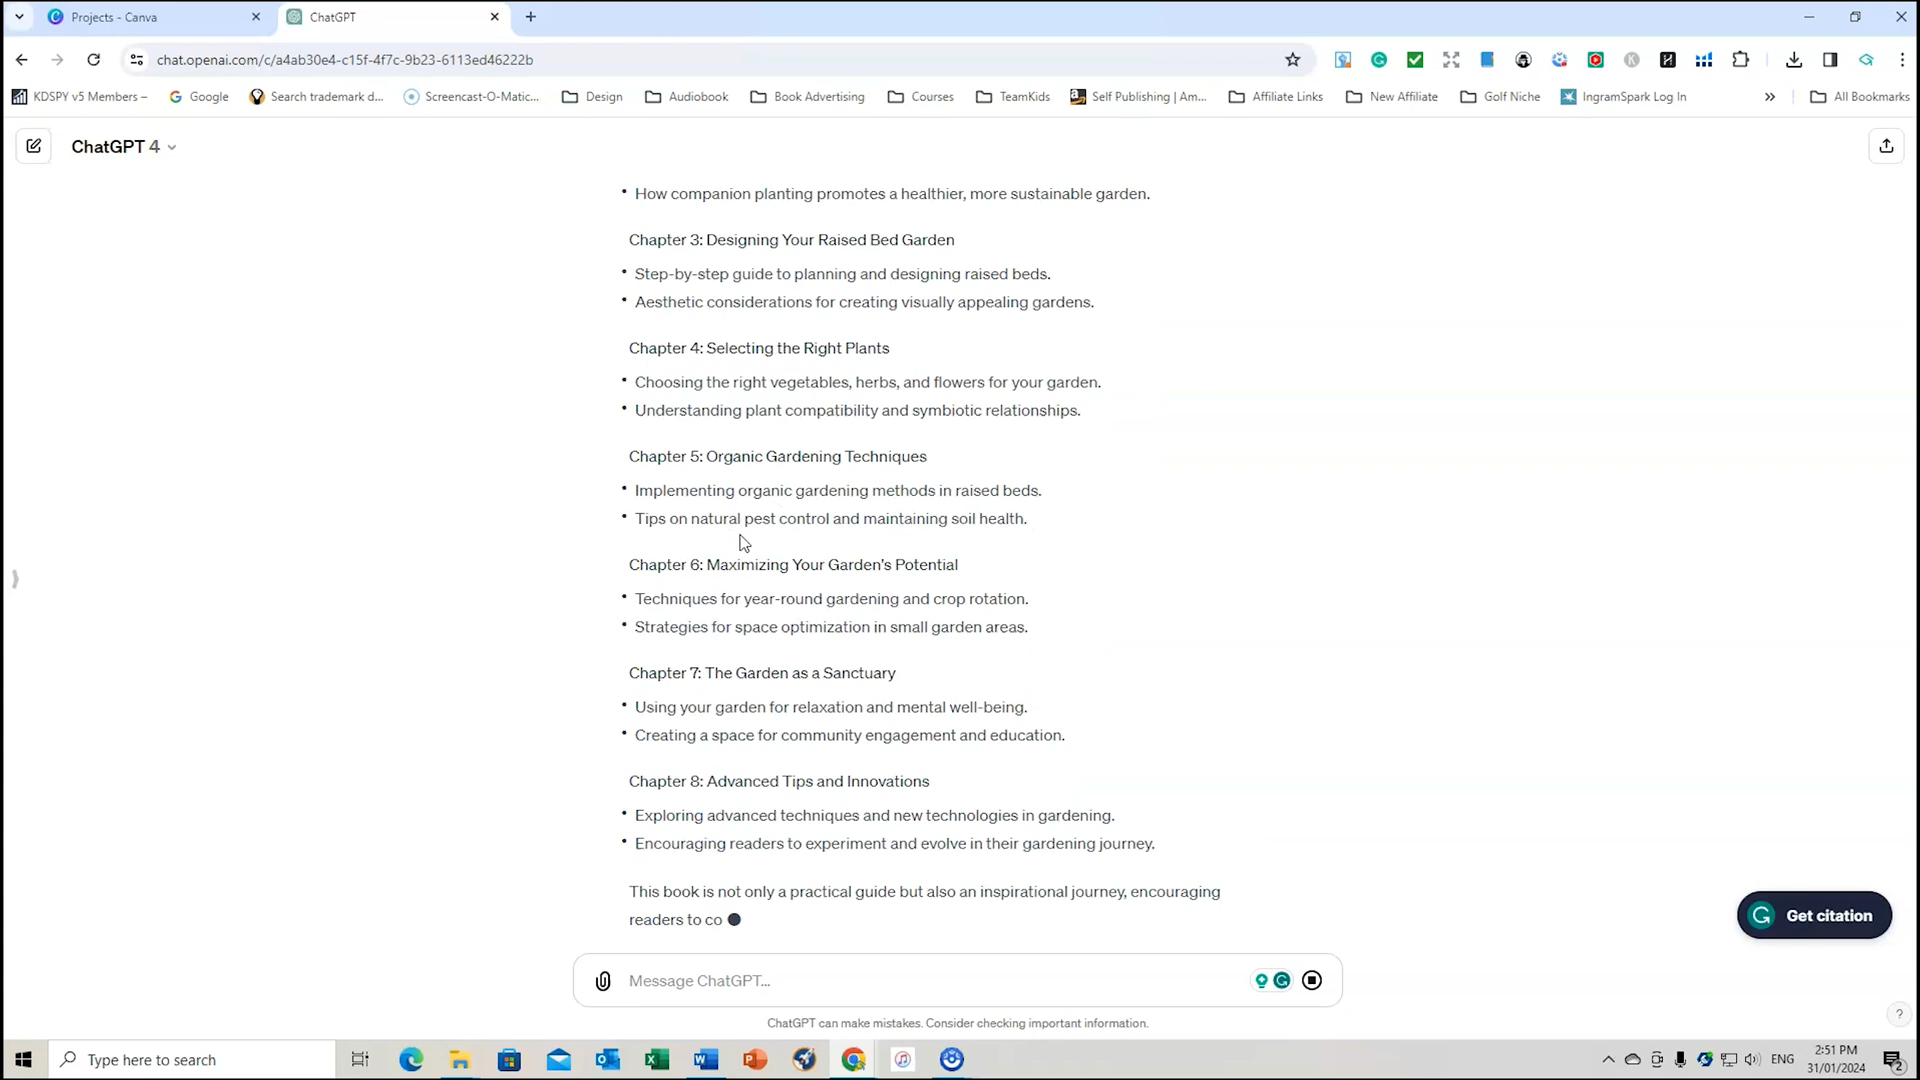 Projects - Canva
ChatGPT
chat.openai.com/c/a4ab30e4-c15f-4f7c-9b23-6113ed46222b
KDSPY v5 Members –
Google
Search trademark d...
Screencast-O-Matic...
Design
Audiobook
Book Advertising
Courses
TeamKids
Self Publishing | Am...
Affiliate Links
New Affiliate
Golf Niche
IngramSpark Log In
All Bookmarks
ChatGPT 4
• How companion planting promotes a healthier, more sustainable garden.
Chapter 3: Designing Your Raised Bed Garden
• Step-by-step guide to planning and designing raised beds.
• Aesthetic considerations for creating visually appealing gardens.
Chapter 4: Selecting the Right Plants
• Choosing the right vegetables, herbs, and flowers for your garden.
• Understanding plant compatibility and symbiotic relationships.
Chapter 5: Organic Gardening Techniques
• Implementing organic gardening methods in raised beds.
• Tips on natural pest control and maintaining soil health.
Chapter 6: Maximizing Your Garden's Potential
• Techniques for year-round gardening and crop rotation.
• Strategies for space optimization in small garden areas.
Chapter 7: The Garden as a Sanctuary
• Using your garden for relaxation and mental well-being.
• Creating a space for community engagement and education.
Chapter 8: Advanced Tips and Innovations
• Exploring advanced techniques and new technologies in gardening.
• Encouraging readers to experiment and evolve in their gardening journey.
This book is not only a practical guide but also an inspirational journey, encouraging
readers to co
Get citation
Message ChatGPT...
ChatGPT can make mistakes. Consider checking important information.
?
Type here to search
ENG
2:51 PM
31/01/2024
2